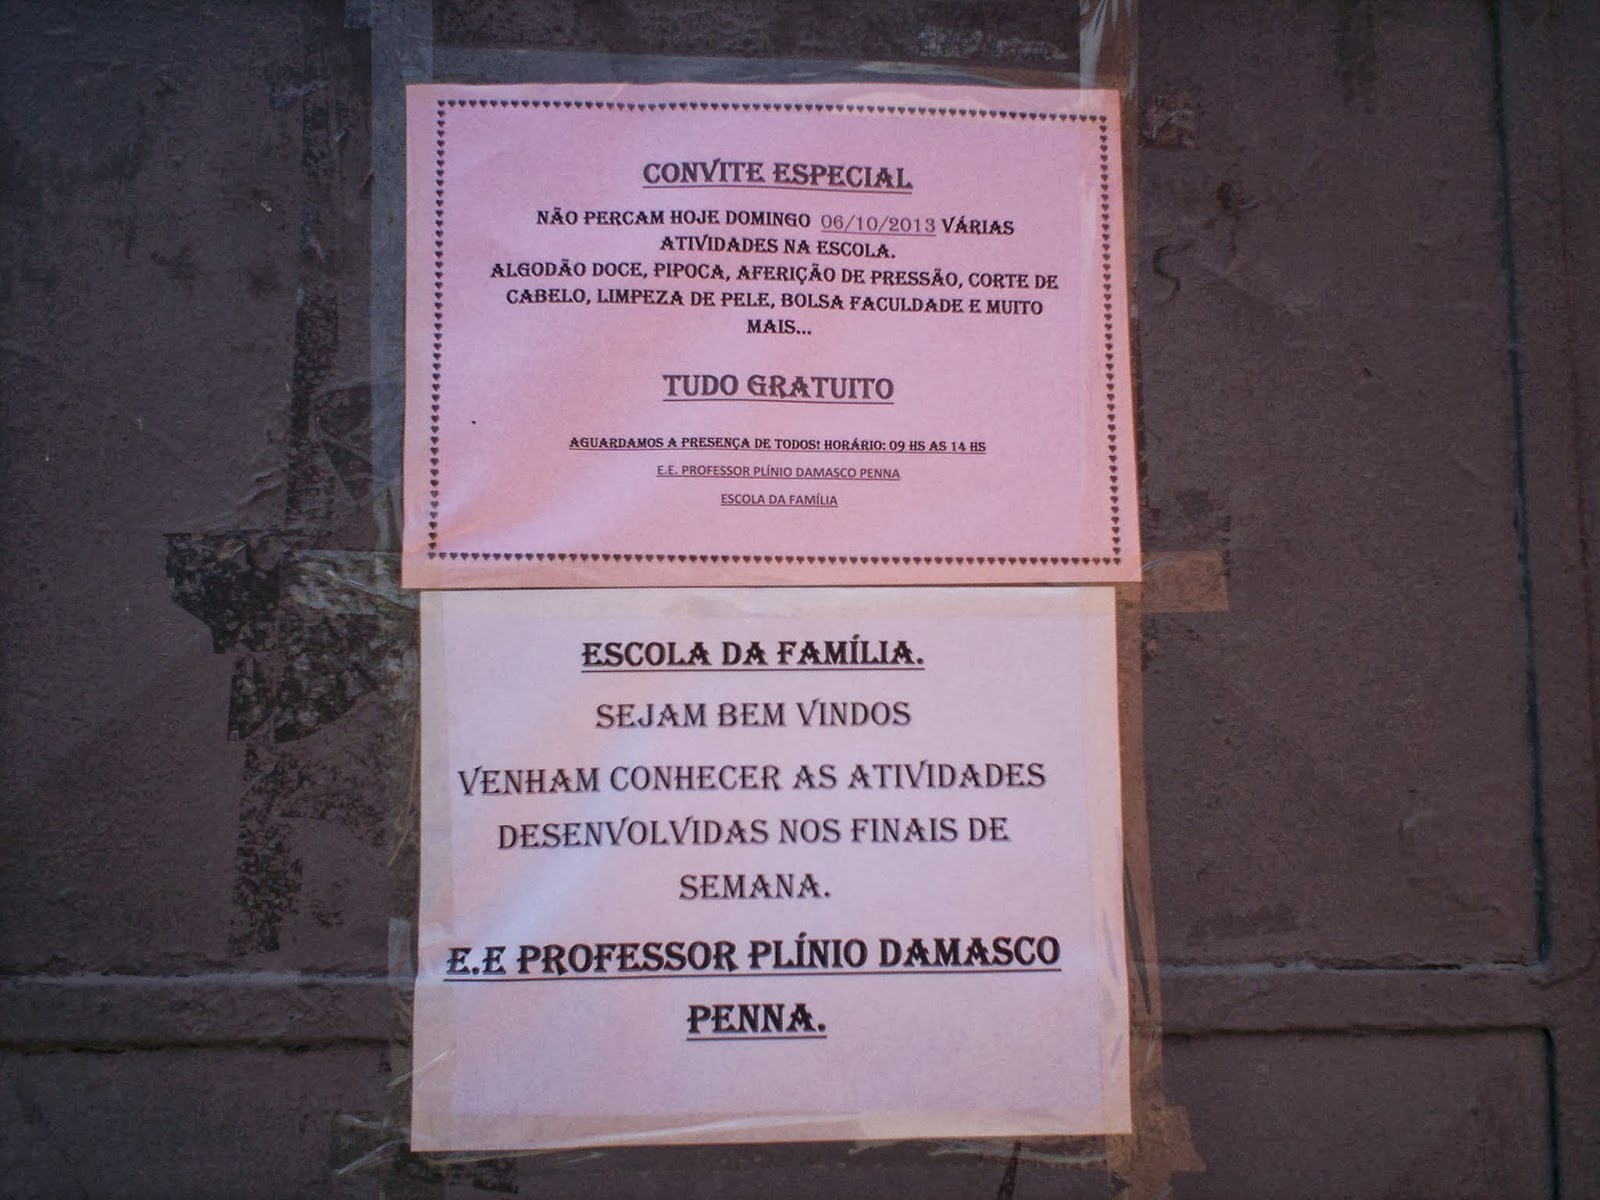 CONVITE ESPECIAL
NÃO PERCAM HOJE DOMINGO 06/10/2013 VÁRIAS
ATIVIDADES NA ESCOLA.
ALGODÃO DOCE, PIPOCA, AFERIÇÃO DE PRESSÃO, CORTE DE
CABELO, LIMPEZA DE PELE, BOLSA FACULDADE E MUITO
MAIS...
TUDO GRATUITO
AGUARDAMOS A PRESENÇA DE TODOS! HORÁRIO: 09 HS AS 14 HS
E.E. PROFESSOR PLÍNIO DAMASCO PENNA
ESCOLA DA FAMÍLIA
ESCOLA DA FAMÍLIA.
SEJAM BEM VINDOS
VENHAM CONHECER AS ATIVIDADES
DESENVOLVIDAS NOS FINAIS DE
SEMANA.
E.E PROFESSOR PLÍNIO DAMASCO
PENNA.